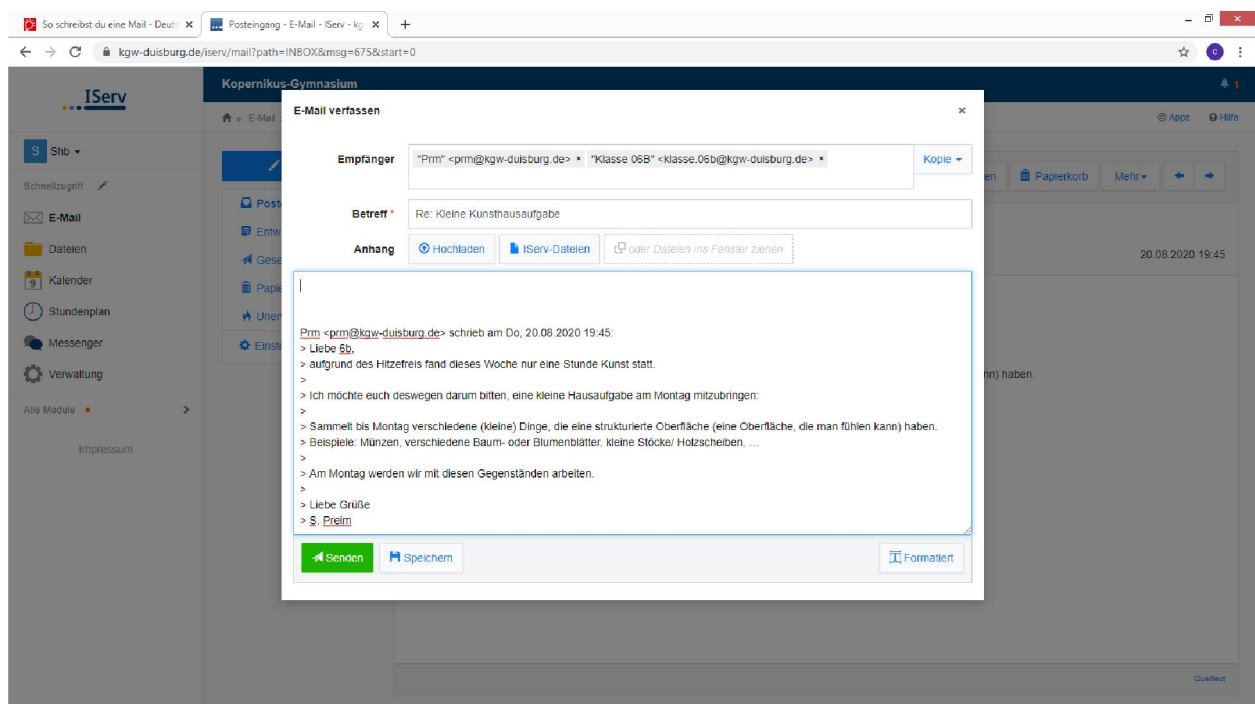 So schreibst du eine Mail - Deuts
Posteingang - E-Mail - IServ - kg
kgw-duisburg.de/iserv/mail?path=INBOX&msg=675&start=0
C
IServ
Kopernikus-Gymnasium
1
E-Mail
Apps
Hilfe
S Shb
Schnellzugriff
E-Mail
Dateien
9 Kalender
Stundenplan
Messenger
Verwaltung
Alle Module
Impressum
Papierkorb
Mehr
20.08.2020 19:45
nn) haben.
Quelltext
E-Mail verfassen
Empfänger
"Prm" <prm@kgw-duisburg.de> × "Klasse 06B" <klasse.06b@kgw-duisburg.de> ×
Kopie
Betreff *
Re: Kleine Kunsthausaufgabe
Anhang
Hochladen
IServ-Dateien
oder Dateien ins Fenster ziehen
Prm <prm@kgw-duisburg.de> schrieb am Do, 20.08.2020 19:45:
> Liebe 6b,
> aufgrund des Hitzefreis fand dieses Woche nur eine Stunde Kunst statt.
>
> Ich möchte euch deswegen darum bitten, eine kleine Hausaufgabe am Montag mitzubringen:
>
> Sammelt bis Montag verschiedene (kleine) Dinge, die eine strukturierte Oberfläche (eine Oberfläche, die man fühlen kann) haben.
> Beispiele: Münzen, verschiedene Baum- oder Blumenblätter, kleine Stöcke/ Holzscheiben, ...
>
> Am Montag werden wir mit diesen Gegenständen arbeiten.
>
> Liebe Grüße
> S. Preim
Senden
Speichern
Formatiert